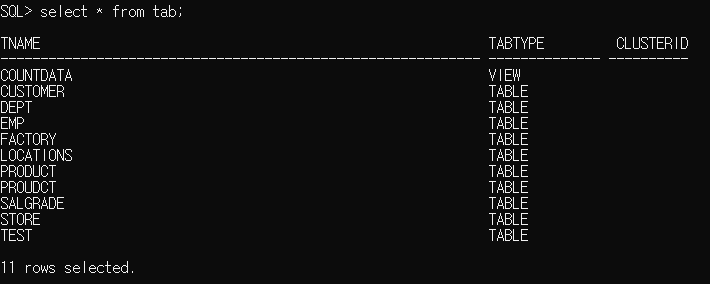 SQL> select * from tab;
TNAME TABTYPE CLUSTERID
------------------------------------------------------------ -------------- ----------
COUNTDATA VIEW
CUSTOMER TABLE
DEPT TABLE
EMP TABLE
FACTORY TABLE
LOCATIONS TABLE
PRODUCT TABLE
PROUDCT TABLE
SALGRADE TABLE
STORE TABLE
TEST TABLE
11 rows selected.